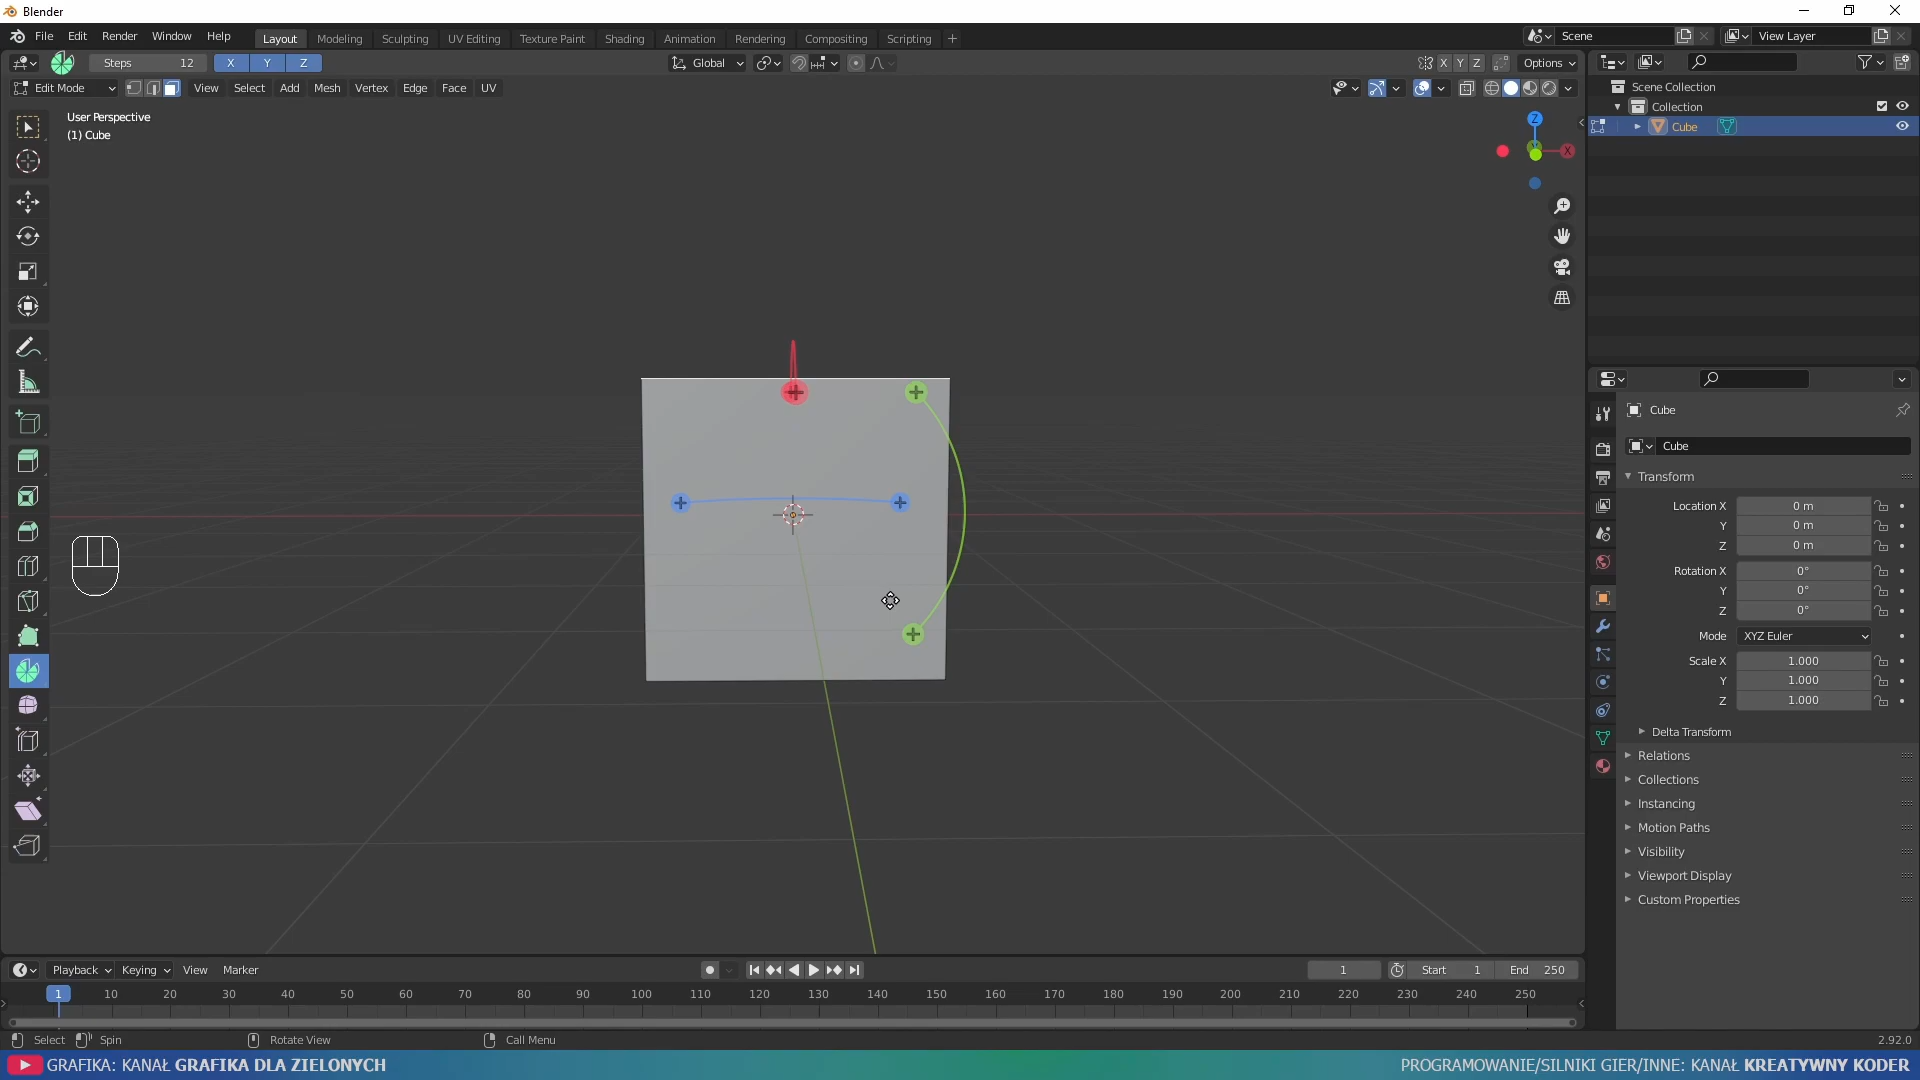 Blender
File Edit Render Window Help Layout Modeling Sculpting UV Editing Texture Paint Shading Animation Rendering Compositing Scripting + Scene View Layer
Steps 12 X Y Z Global X Y Z Options
Edit Mode View Select Add Mesh Vertex Edge Face UV
User Perspective
(1) Cube
Z
X
Scene Collection
Collection
Cube
Cube
Cube
Transform
Location X 0 m
Y 0 m
Z 0 m
Rotation X 0°
Y 0°
Z 0°
Mode XYZ Euler
Scale X 1.000
Y 1.000
Z 1.000
Delta Transform
Relations
Collections
Instancing
Motion Paths
Visibility
Viewport Display
Custom Properties
Playback Keying View Marker 1 Start 1 End 250
1 10 20 30 40 50 60 70 80 90 100 110 120 130 140 150 160 170 180 190 200 210 220 230 240 250
Select Spin Rotate View Call Menu 2.92.0
GRAFIKA: KANAŁ GRAFIKA DLA ZIELONYCH PROGRAMOWANIE/SILNIKI GIER/INNE: KANAŁ KREATYWNY KODER